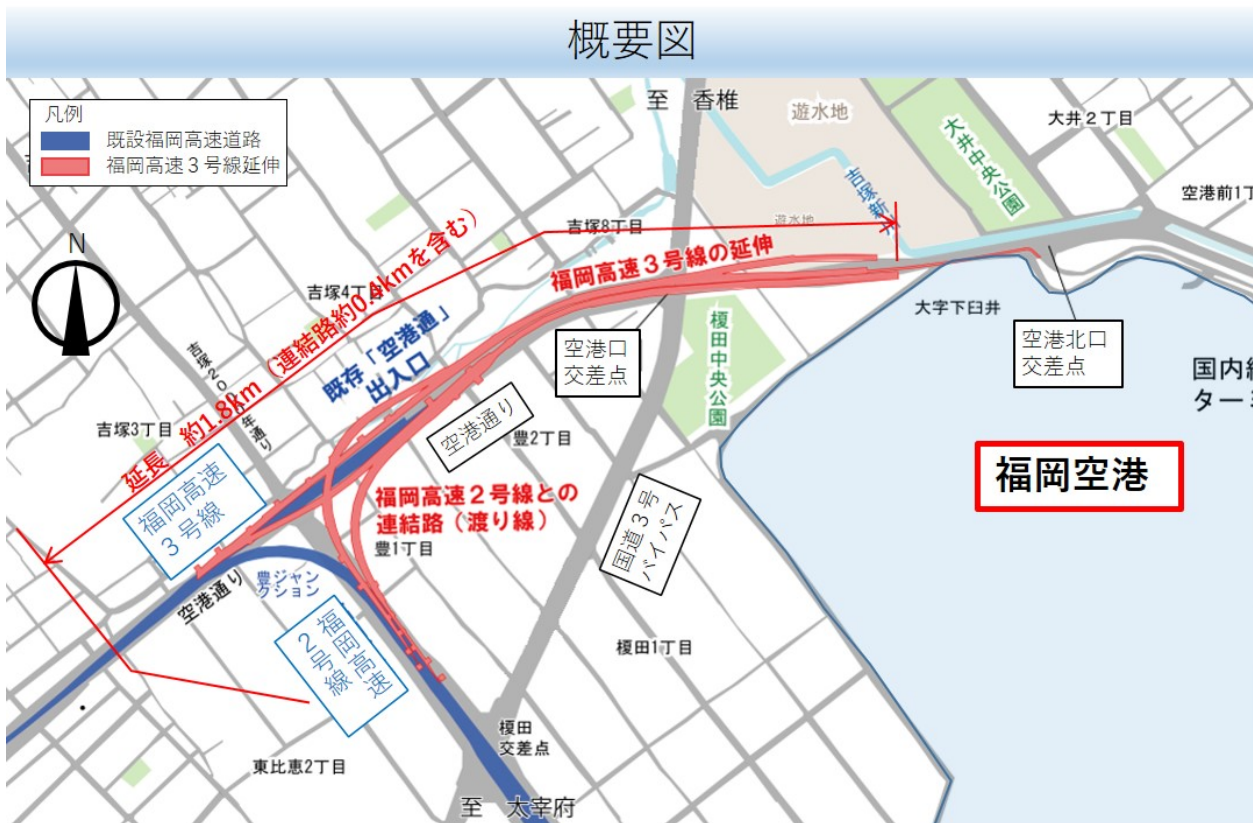 概要図
凡例
既設福岡高速道路
福岡高速３号線延伸
N
至　香椎
遊水地
大井中央公園
大井２丁目
吉塚新川
空港前1丁
遊水地
吉塚8丁目
福岡高速３号線の延伸
延長　約1.8km（連結路約0.4kmを含む）
吉塚4丁目
既存「空港通」
出入口
大字下臼井
空港口
交差点
榎田中央公園
空港北口
交差点
国内線
ター
吉塚200年通り
空港通り
豊2丁目
吉塚3丁目
福岡高速
３号線
福岡高速２号線との
連結路（渡り線）
豊1丁目
国道３号
バイパス
福岡空港
空港通り
豊ジャン
クション
福岡高速
２号線
榎田1丁目
榎田
交差点
東比恵2丁目
至　太宰府